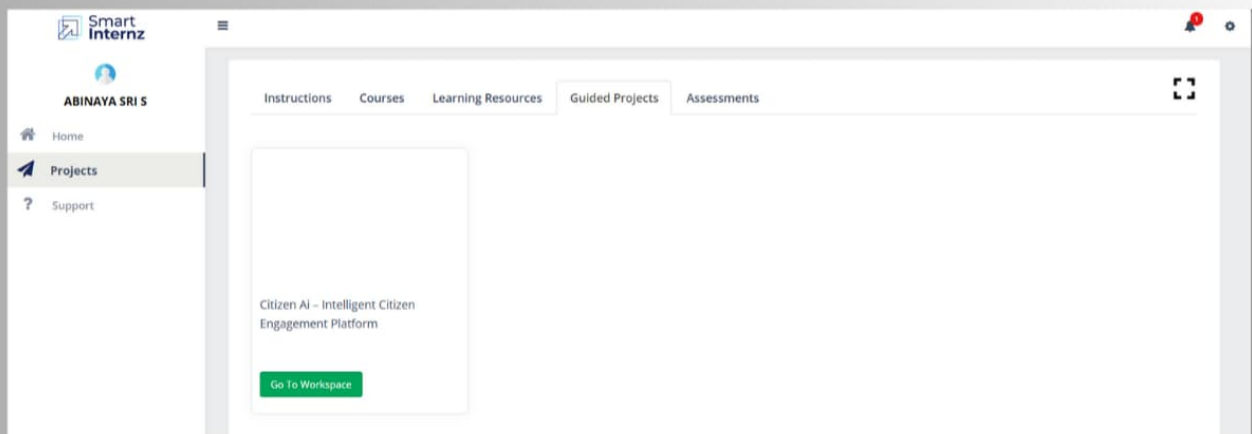 Smart
Internz
1
ABINAYA SRI S
Home
Projects
? Support
Instructions Courses Learning Resources Guided Projects Assessments
Citizen Ai – Intelligent Citizen
Engagement Platform
Go To Workspace